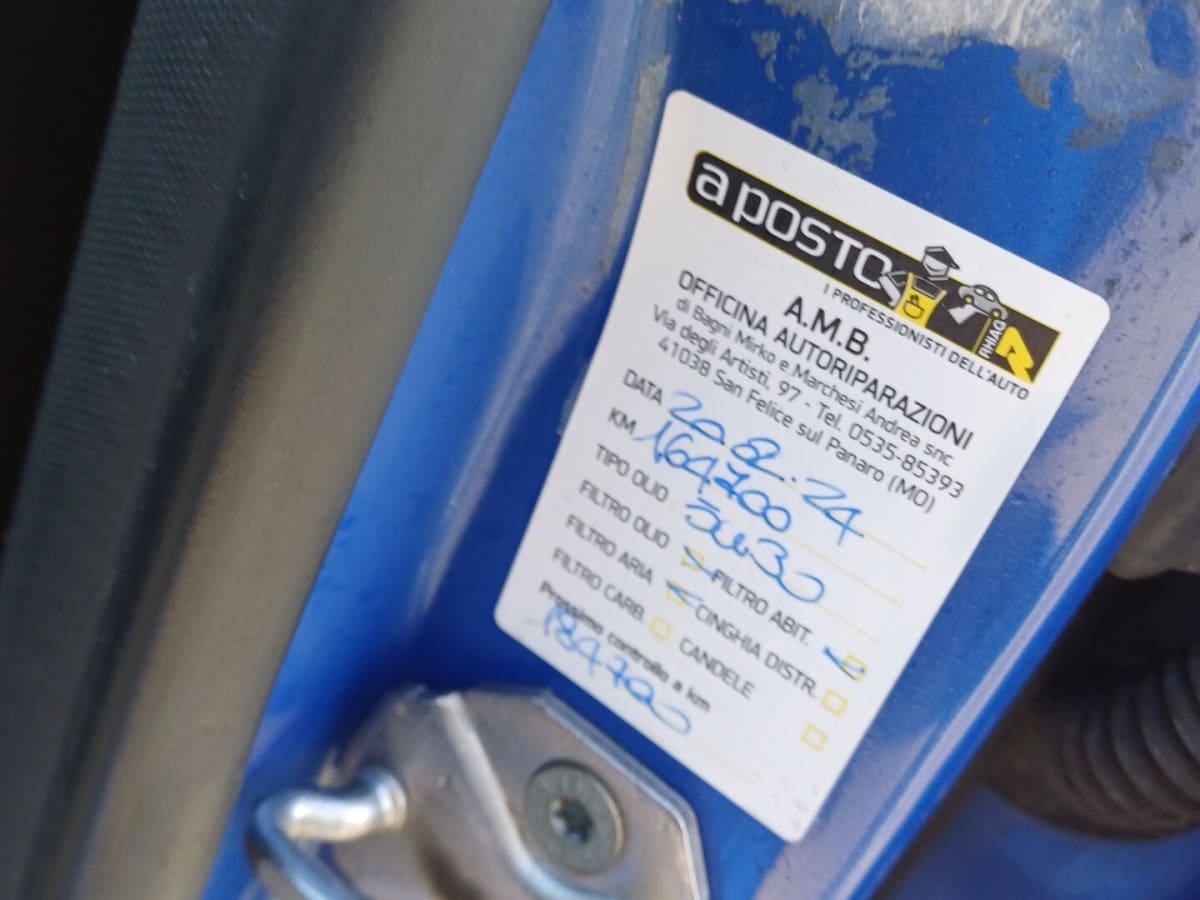 a POSTO
I PROFESSIONISTI DELL'AUTO
RHIAG
A.M.B.
OFFICINA AUTORIPARAZIONI
di Bagni Mirko e Marchesi Andrea snc
Via degli Artisti, 97 - Tel. 0535-85393
41038 San Felice sul Panaro (MO)
DATA 20.02.24
KM 164700
TIPO OLIO 5W30
FILTRO OLIO FILTRO ABIT.
FILTRO ARIA CINGHIA DISTR.
FILTRO CARB. CANDELE
Prossimo controllo a km
184700